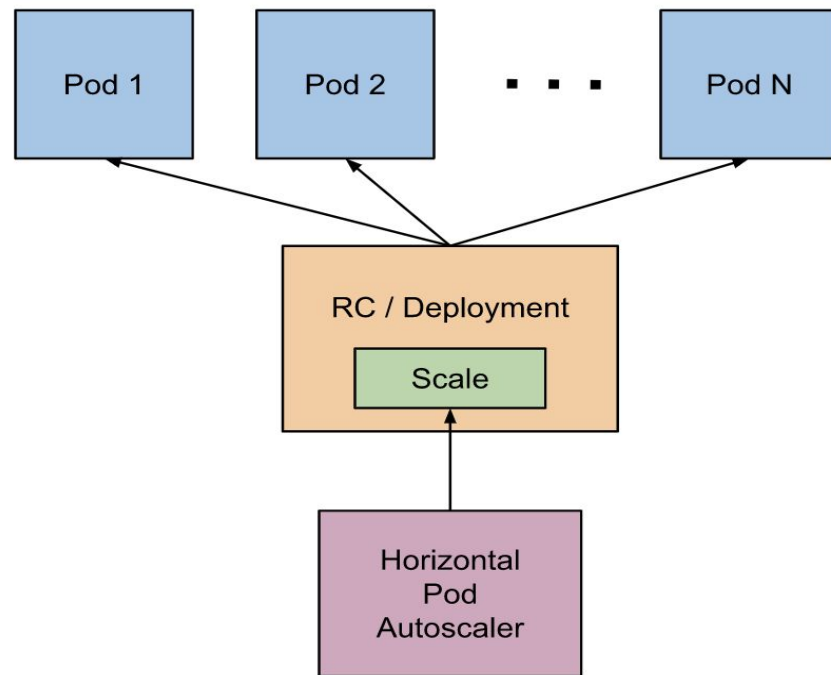 Pod 1
Pod 2
Pod N
RC / Deployment
Scale
Horizontal
Pod
Autoscaler